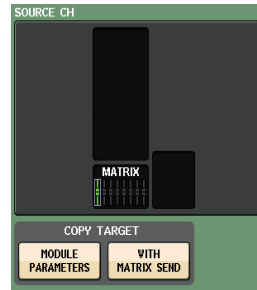 SOURCE CH
MATRIX
COPY TARGET
MODULE
PARAMETERS
WITH
MATRIX SEND